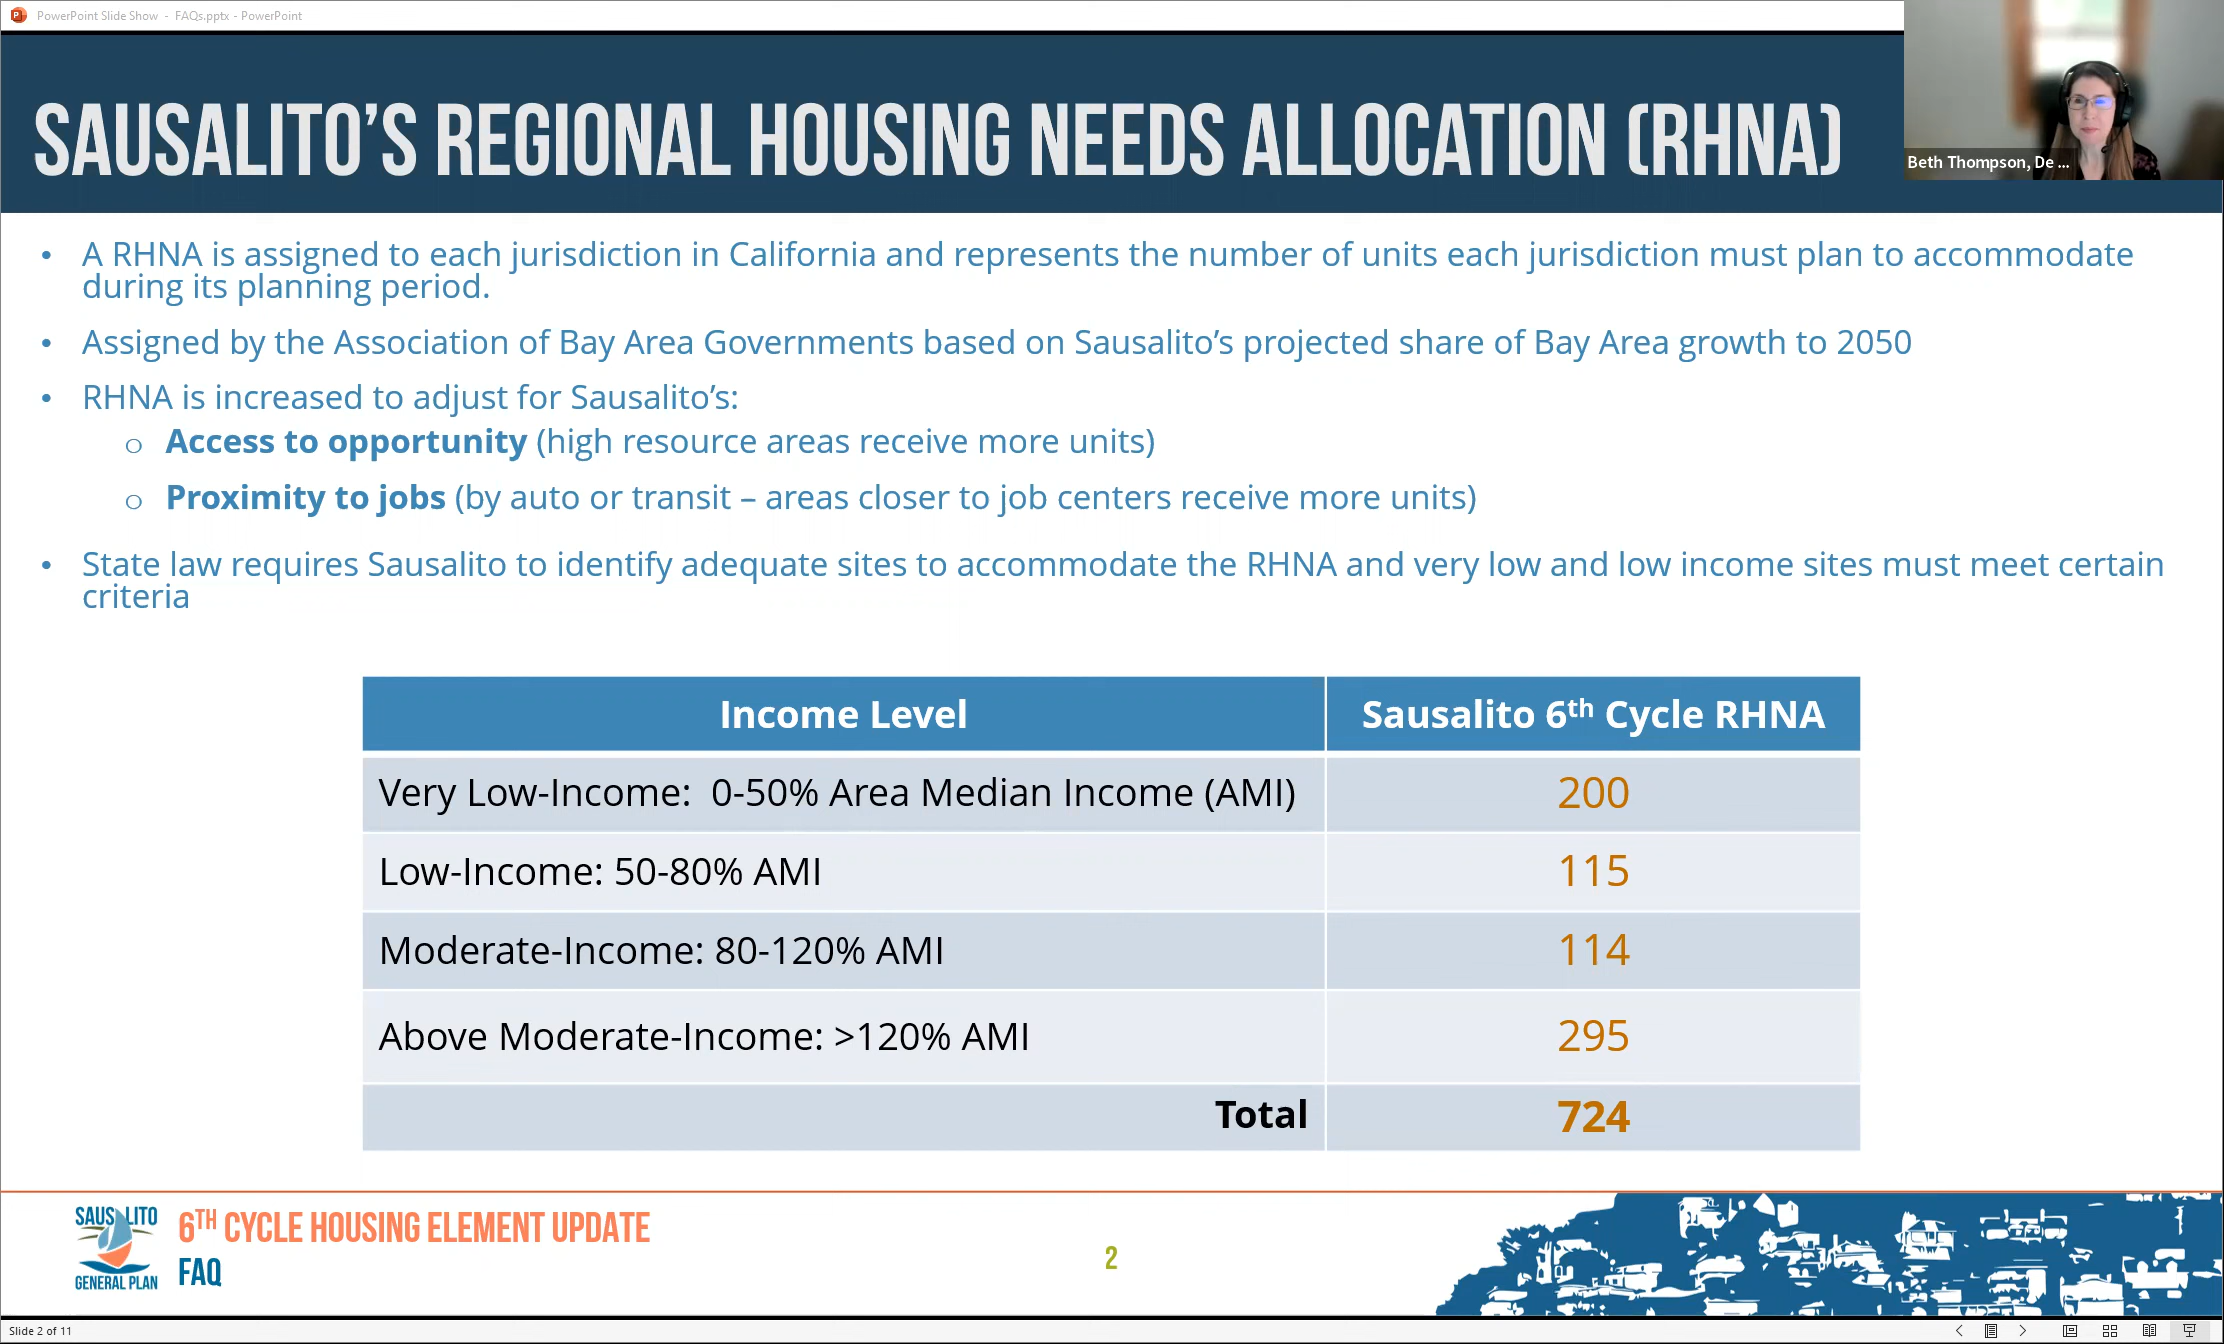 PowerPoint Slide Show - FAQs.pptx - PowerPoint
SAUSALITO’S REGIONAL HOUSING NEEDS ALLOCATION (RHNA)
Beth Thompson, De ...
• A RHNA is assigned to each jurisdiction in California and represents the number of units each jurisdiction must plan to accommodate
during its planning period.
• Assigned by the Association of Bay Area Governments based on Sausalito’s projected share of Bay Area growth to 2050
• RHNA is increased to adjust for Sausalito’s:
o Access to opportunity (high resource areas receive more units)
o Proximity to jobs (by auto or transit – areas closer to job centers receive more units)
• State law requires Sausalito to identify adequate sites to accommodate the RHNA and very low and low income sites must meet certain
criteria
Income Level Sausalito 6th Cycle RHNA
Very Low-Income: 0-50% Area Median Income (AMI) 200
Low-Income: 50-80% AMI 115
Moderate-Income: 80-120% AMI 114
Above Moderate-Income: >120% AMI 295
Total 724
SAUSALITO
GENERAL PLAN
6TH CYCLE HOUSING ELEMENT UPDATE
FAQ
2
Slide 2 of 11